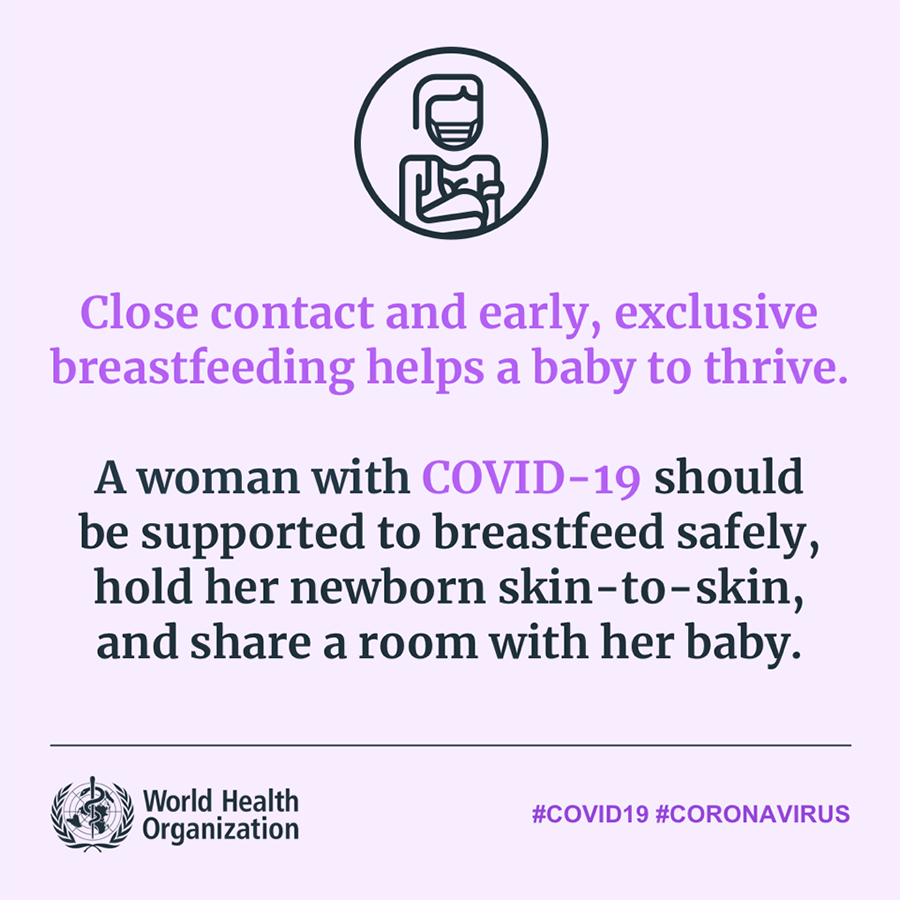 Close contact and early, exclusive
breastfeeding helps a baby to thrive.
A woman with COVID-19 should
be supported to breastfeed safely,
hold her newborn skin-to-skin,
and share a room with her baby.
World Health
Organization
#COVID19 #CORONAVIRUS